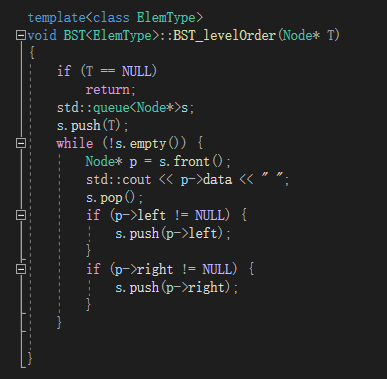 template<class ElemType>
void BST<ElemType>::BST_levelOrder(Node* T)
{
    if (T == NULL)
        return;
    std::queue<Node*>s;
    s.push(T);
    while (!s.empty()) {
        Node* p = s.front();
        std::cout << p->data << " ";
        s.pop();
        if (p->left != NULL) {
            s.push(p->left);
        }
        if (p->right != NULL) {
            s.push(p->right);
        }
    }
}